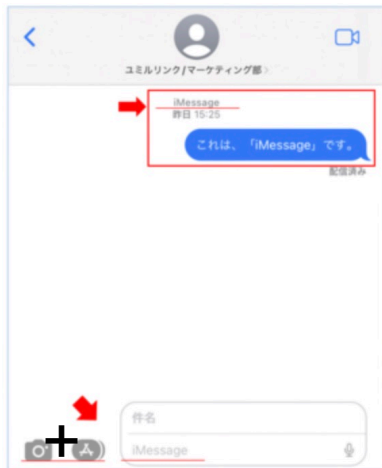 ユミルリンク/マーケティング部
iMessage
昨日 15:25
これは、「iMessage」です。
配信済み
件名
iMessage